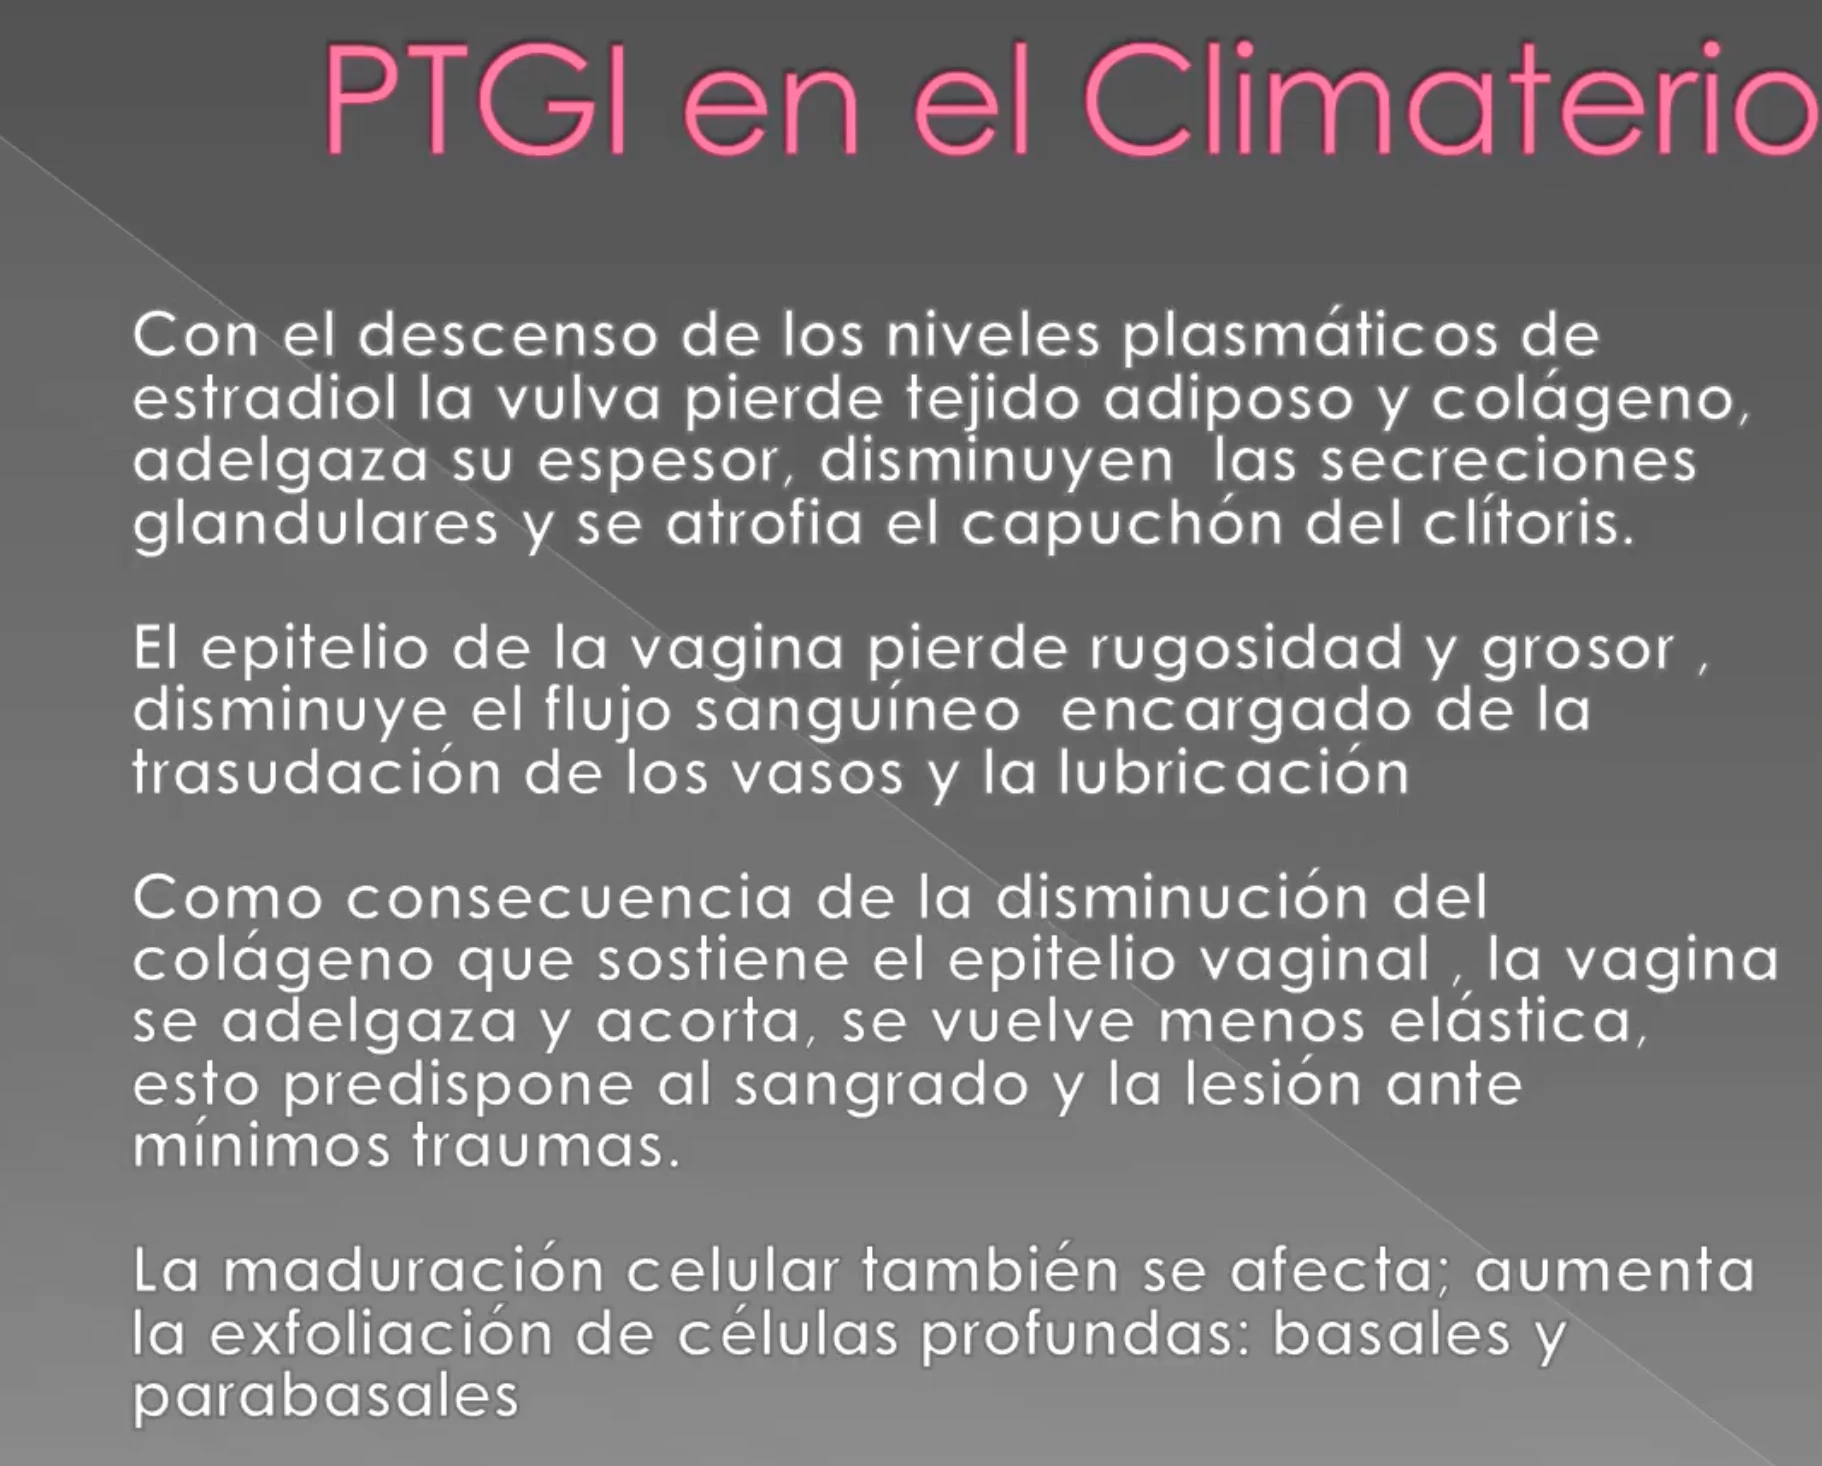 PTGI en el Climaterio
Con el descenso de los niveles plasmáticos de
estradiol la vulva pierde tejido adiposo y colágeno,
adelgaza su espesor, disminuyen las secreciones
glandulares y se atrofia el capuchón del clítoris.
El epitelio de la vagina pierde rugosidad y grosor ,
disminuye el flujo sanguíneo encargado de la
trasudación de los vasos y la lubricación
Como consecuencia de la disminución del
colágeno que sostiene el epitelio vaginal , la vagina
se adelgaza y acorta, se vuelve menos elástica,
esto predispone al sangrado y la lesión ante
mínimos traumas.
La maduración celular también se afecta; aumenta
la exfoliación de células profundas: basales y
parabasales